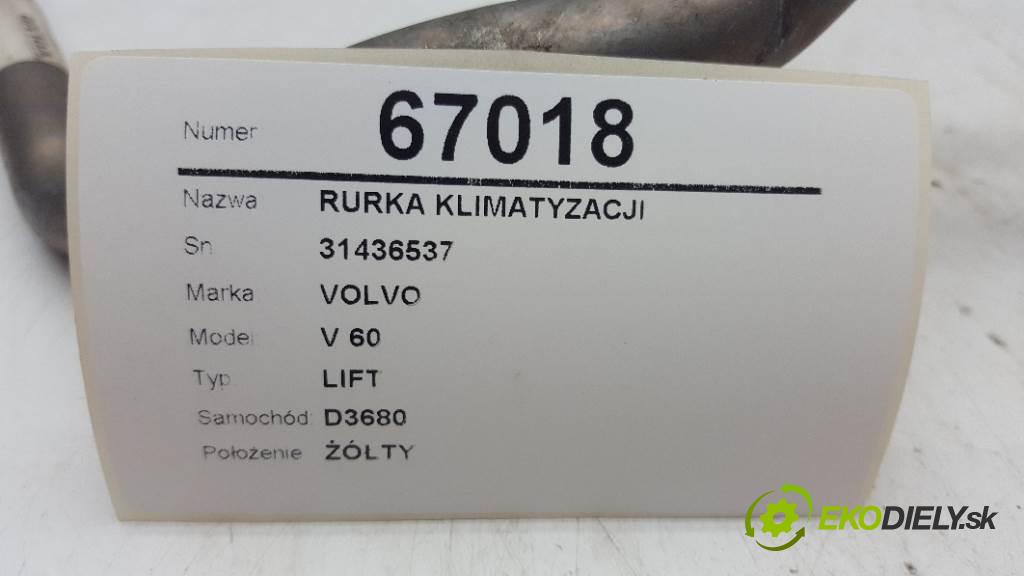 Numer 67018
Nazwa RURKA KLIMATYZACJI
Sn 31436537
Marka VOLVO
Model V 60
Typ LIFT
Samochód D3680
Położenie ŻÓŁTY
EKODIELY.sk